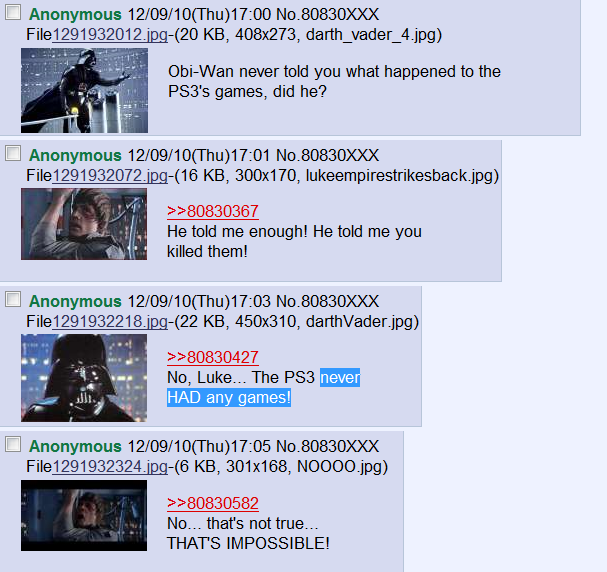 Anonymous 12/09/10(Thu)17:00 No.80830XXX
File1291932012.jpg-(20 KB, 408x273, darth_vader_4.jpg)
Obi-Wan never told you what happened to the
PS3's games, did he?
Anonymous 12/09/10(Thu)17:01 No.80830XXX
File1291932072.jpg-(16 KB, 300x170, lukeempirestrikesback.jpg)
>>80830367
He told me enough! He told me you
killed them!
Anonymous 12/09/10(Thu)17:03 No.80830XXX
File1291932218.jpg-(22 KB, 450x310, darthVader.jpg)
>>80830427
No, Luke... The PS3 never
HAD any games!
Anonymous 12/09/10(Thu)17:05 No.80830XXX
File1291932324.jpg-(6 KB, 301x168, NOOOO.jpg)
>>80830582
No... that's not true...
THAT'S IMPOSSIBLE!